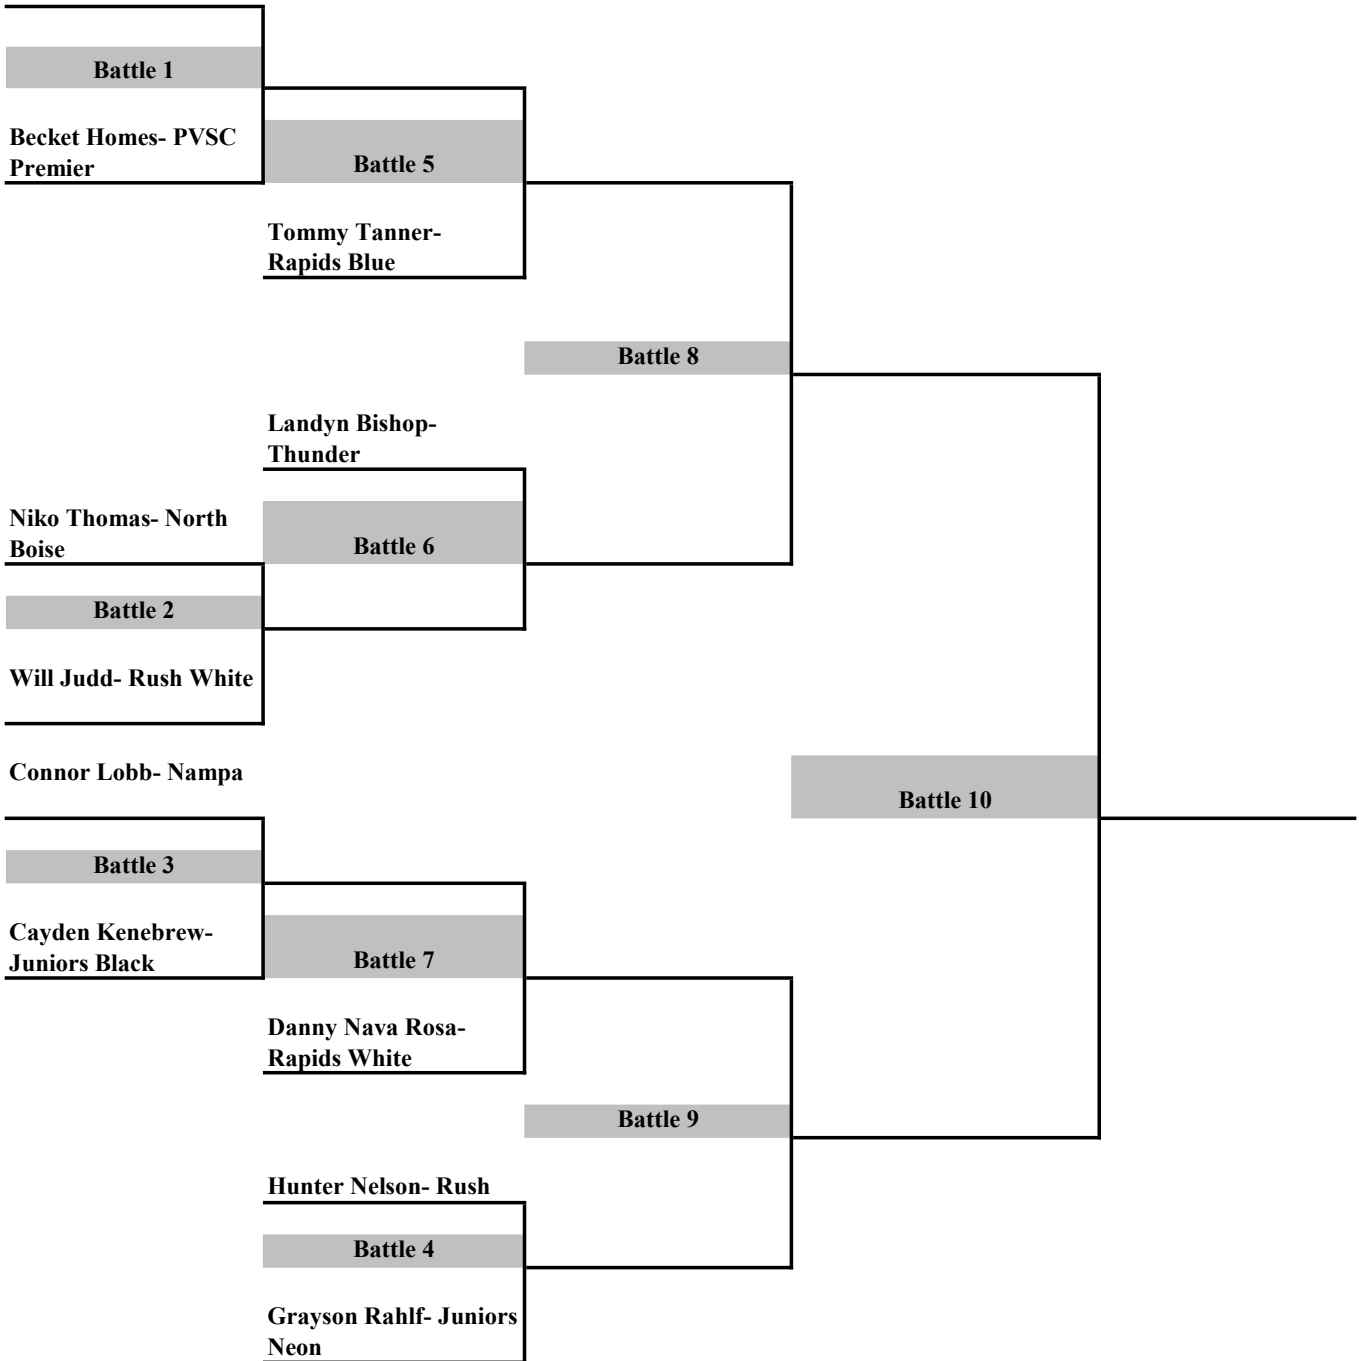 Battle 1
Becket Homes- PVSC
Premier
Battle 5
Tommy Tanner-
Rapids Blue
Battle 8
Landyn Bishop-
Thunder
Niko Thomas- North
Boise
Battle 6
Battle 2
Will Judd- Rush White
Connor Lobb- Nampa
Battle 10
Battle 3
Cayden Kenebrew-
Juniors Black
Battle 7
Danny Nava Rosa-
Rapids White
Battle 9
Hunter Nelson- Rush
Battle 4
Grayson Rahlf- Juniors
Neon